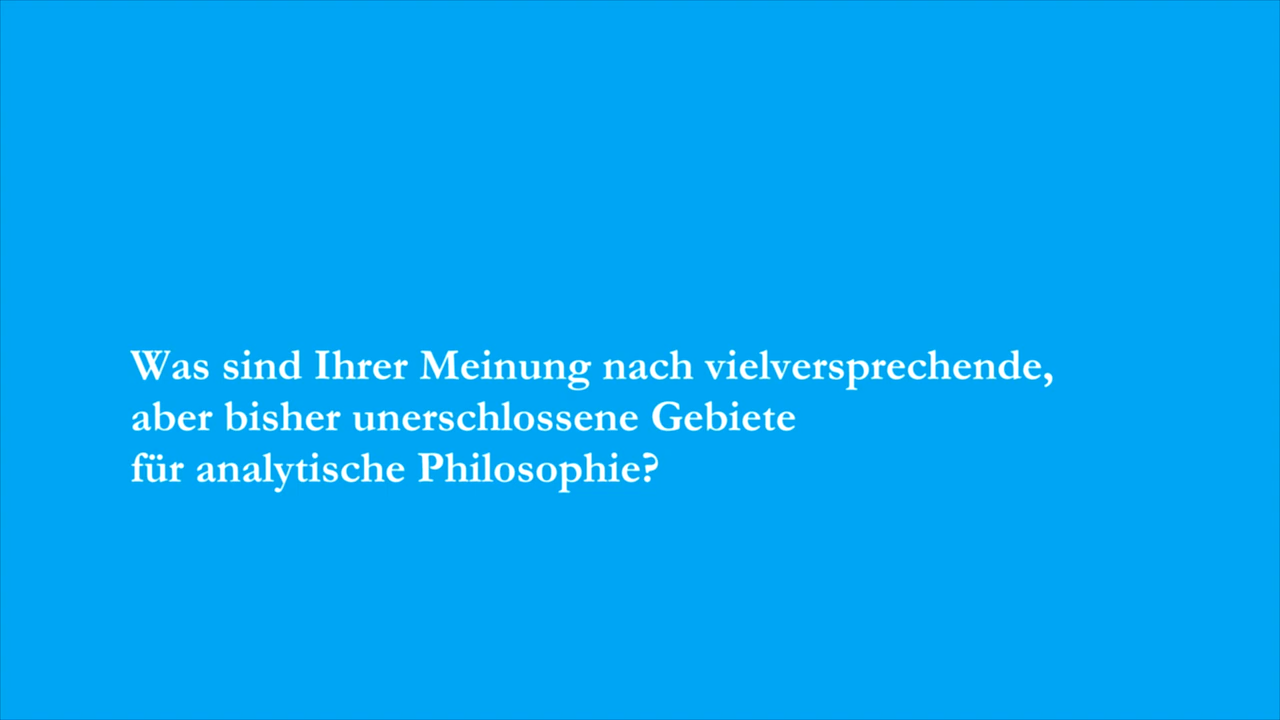 Was sind Ihrer Meinung nach vielversprechende,
aber bisher unerschlossene Gebiete
für analytische Philosophie?